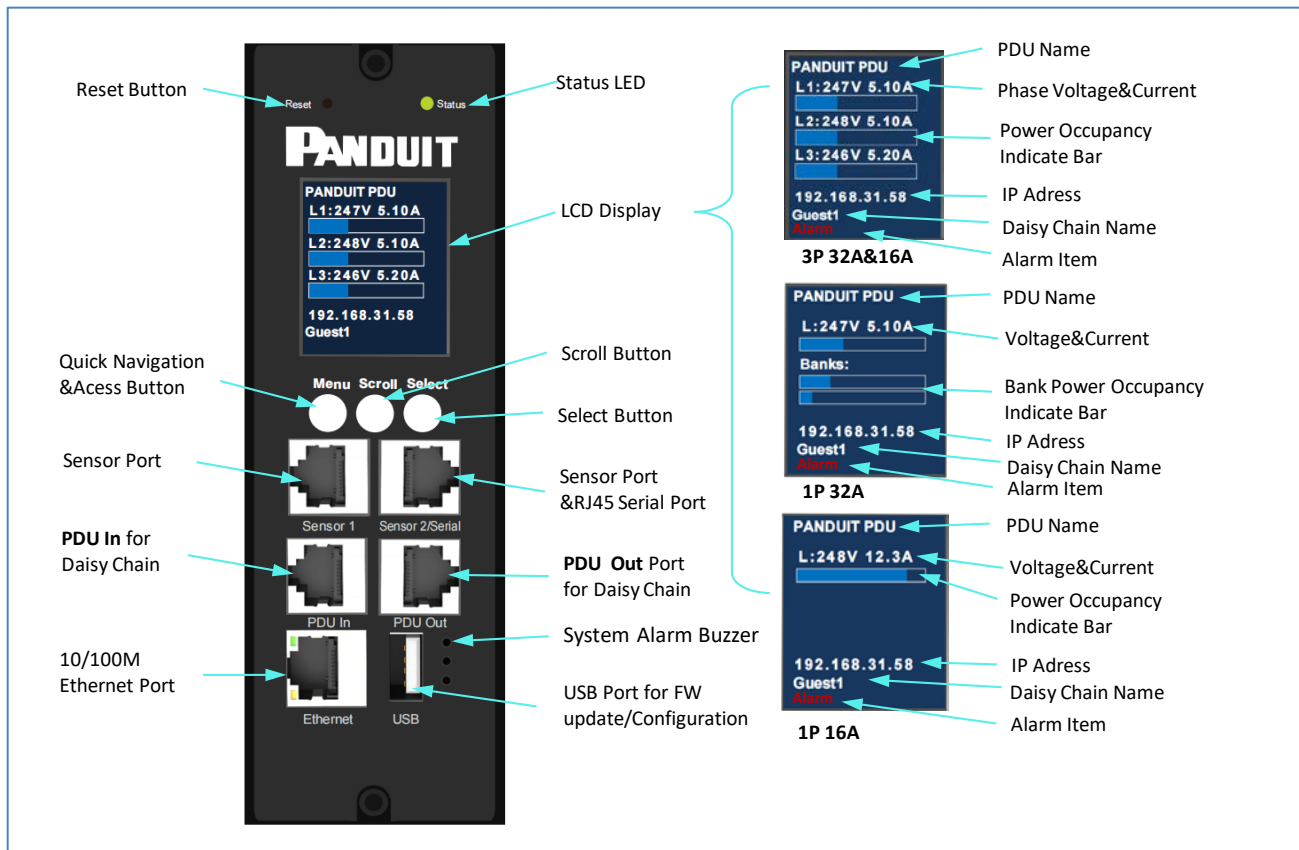 Reset Button
Status LED
Reset
Status
PANDUIT
PANDUIT PDU
L1:247V 5.10A
L2:248V 5.10A
L3:246V 5.20A
192.168.31.58
Guest1
LCD Display
Quick Navigation
&Acess Button
Menu Scroll Select
Scroll Button
Select Button
Sensor Port
Sensor Port
&RJ45 Serial Port
Sensor 1
Sensor 2/Serial
PDU In for
Daisy Chain
PDU Out Port
for Daisy Chain
PDU In
PDU Out
System Alarm Buzzer
10/100M
Ethernet Port
USB Port for FW
update/Configuration
Ethernet
USB
PANDUIT PDU
L1:247V 5.10A
L2:248V 5.10A
L3:246V 5.20A
192.168.31.58
Guest1
Alarm
PDU Name
Phase Voltage&Current
Power Occupancy
Indicate Bar
IP Adress
Daisy Chain Name
Alarm Item
3P 32A&16A
PANDUIT PDU
L:247V 5.10A
Banks:
192.168.31.58
Guest1
Alarm
PDU Name
Voltage&Current
Bank Power Occupancy
Indicate Bar
IP Adress
Daisy Chain Name
Alarm Item
1P 32A
PANDUIT PDU
L:248V 12.3A
192.168.31.58
Guest1
Alarm
PDU Name
Voltage&Current
Power Occupancy
Indicate Bar
IP Adress
Daisy Chain Name
Alarm Item
1P 16A